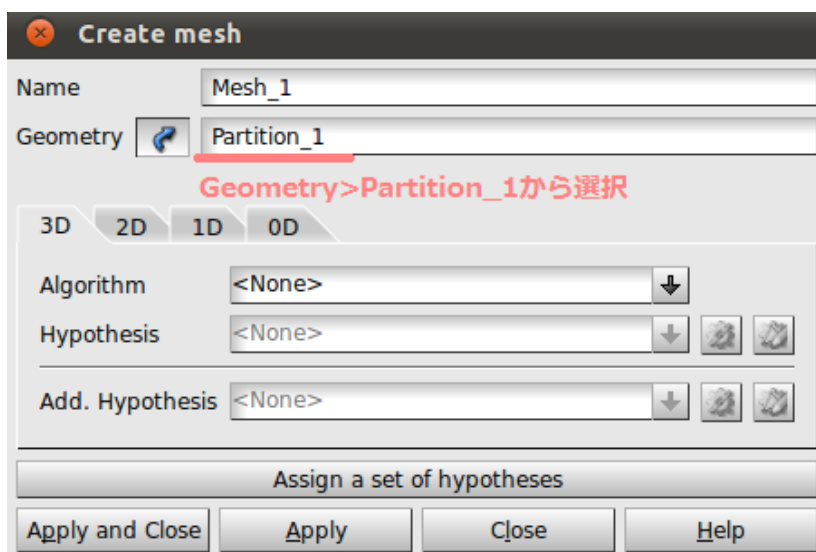 Create mesh
Name Mesh_1
Geometry Partition_1
Geometry>Partition_1から選択
3D 2D 1D 0D
Algorithm <None>
Hypothesis <None>
Add. Hypothesis <None>
Assign a set of hypotheses
Apply and Close Apply Close Help